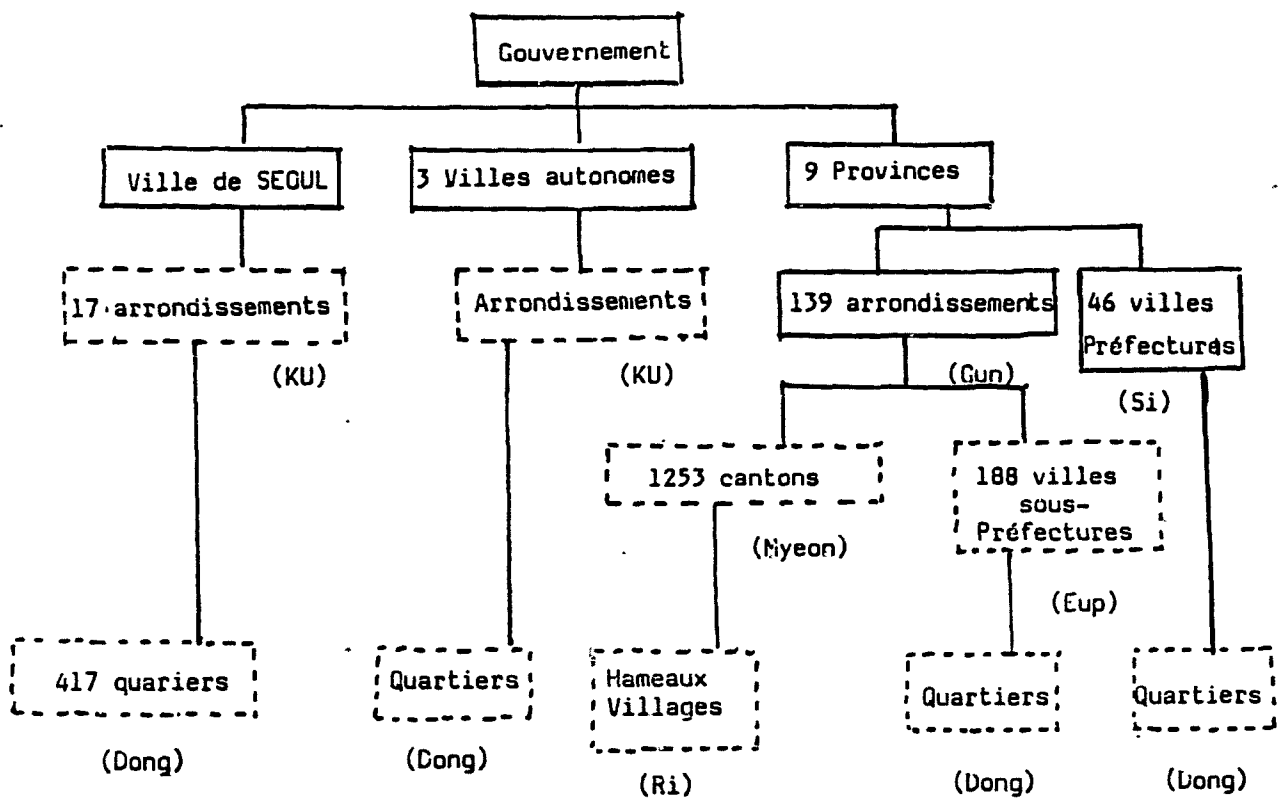 Gouvernement
Ville de SEOUL
3 Villes autonomes
9 Provinces
17 arrondissements
Arrondissements
139 arrondissements
46 villes
Préfectures
(KU)
(KU)
(Gun)
(Si)
1253 cantons
188 villes
sous-
Préfectures
(Myeon)
(Eup)
417 quariers
Quartiers
Hameaux
Villages
Quartiers
Quartiers
(Dong)
(Dong)
(Ri)
(Dong)
(Dong)